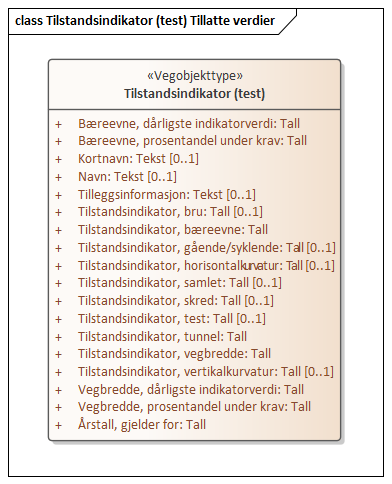 class Tilstandsindikator (test) Tillatte verdier
«Vegobjekttype»
Tilstandsindikator (test)
+ Bæreevne, dårligste indikatorverdi: Tall
+ Bæreevne, prosentandel under krav: Tall
+ Kortnavn: Tekst [0..1]
+ Navn: Tekst [0..1]
+ Tilleggsinformasjon: Tekst [0..1]
+ Tilstandsindikator, bru: Tall [0..1]
+ Tilstandsindikator, bæreevne: Tall
+ Tilstandsindikator, gående/syklende: Tall [0..1]
+ Tilstandsindikator, horisontalkurvatur: Tall [0..1]
+ Tilstandsindikator, samlet: Tall [0..1]
+ Tilstandsindikator, skred: Tall [0..1]
+ Tilstandsindikator, test: Tall [0..1]
+ Tilstandsindikator, tunnel: Tall
+ Tilstandsindikator, vegbredde: Tall
+ Tilstandsindikator, vertikalkurvatur: Tall [0..1]
+ Vegbredde, dårligste indikatorverdi: Tall
+ Vegbredde, prosentandel under krav: Tall
+ Årstall, gjelder for: Tall